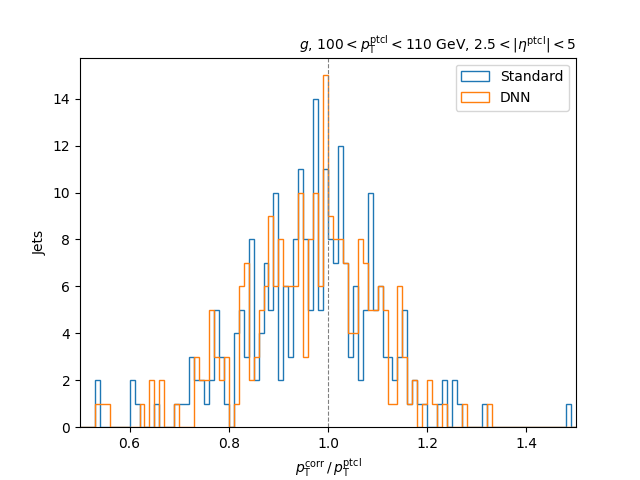 g, 100 < p_T^ptcl < 110 GeV, 2.5 < |η^ptcl| < 5
Standard
DNN
14
12
10
8
6
4
2
0
Jets
0.6 0.8 1.0 1.2 1.4
p_T^corr / p_T^ptcl